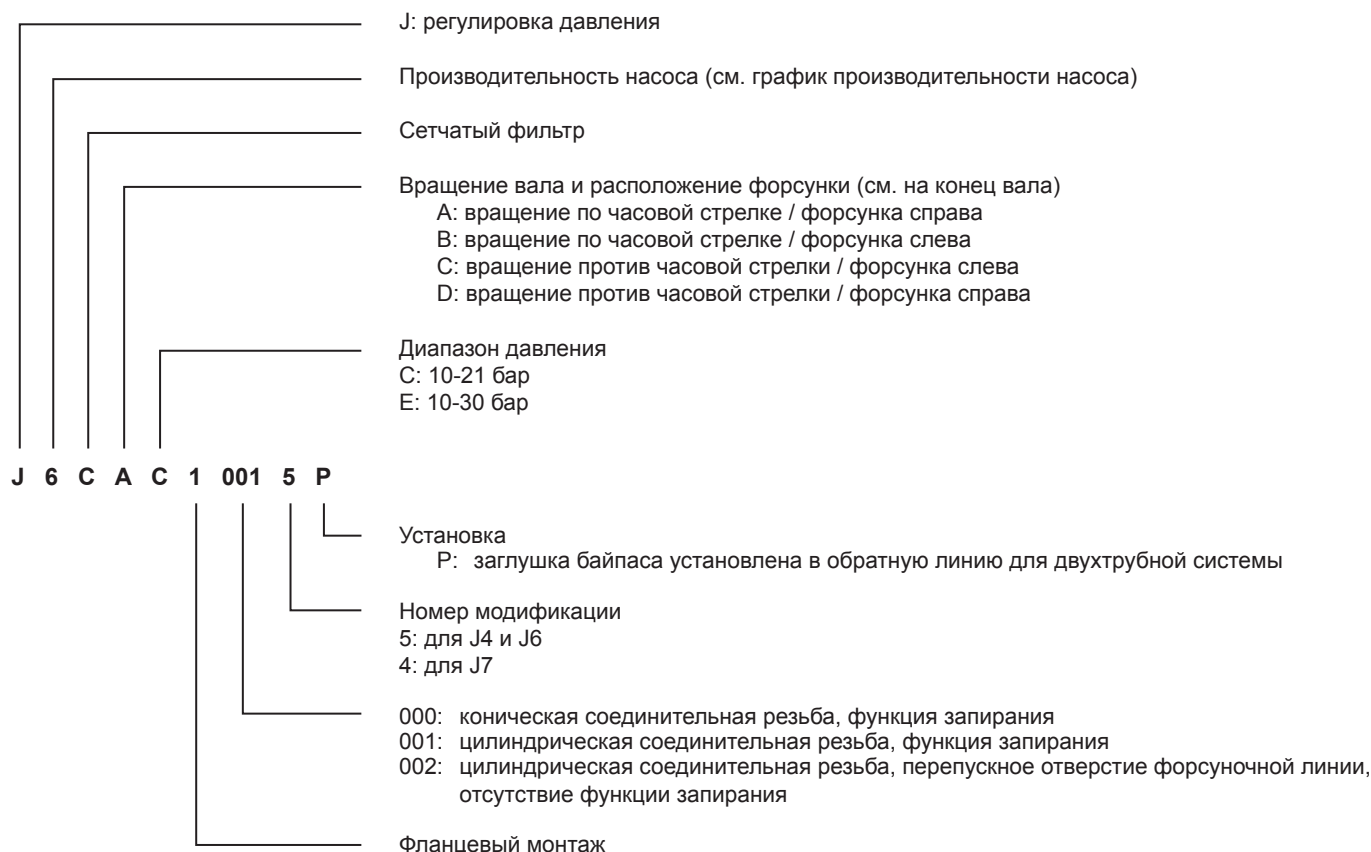 J: регулировка давления
Производительность насоса (см. график производительности насоса)
Сетчатый фильтр
Вращение вала и расположение форсунки (см. на конец вала)
A: вращение по часовой стрелке / форсунка справа
B: вращение по часовой стрелке / форсунка слева
C: вращение против часовой стрелки / форсунка слева
D: вращение против часовой стрелки / форсунка справа
Диапазон давления
C: 10-21 бар
E: 10-30 бар
J 6 C A C 1 001 5 P
Установка
P: заглушка байпаса установлена в обратную линию для двухтрубной системы
Номер модификации
5: для J4 и J6
4: для J7
000: коническая соединительная резьба, функция запирания
001: цилиндрическая соединительная резьба, функция запирания
002: цилиндрическая соединительная резьба, перепускное отверстие форсуночной линии,
отсутствие функции запирания
Фланцевый монтаж